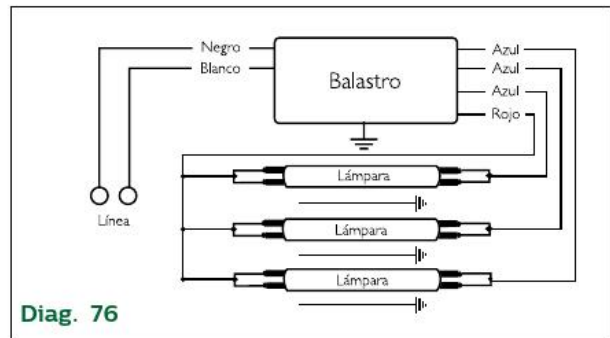 Negro
Blanco
Balastro
Azul
Azul
Azul
Rojo
Línea
Lámpara
Lámpara
Lámpara
Diag. 76